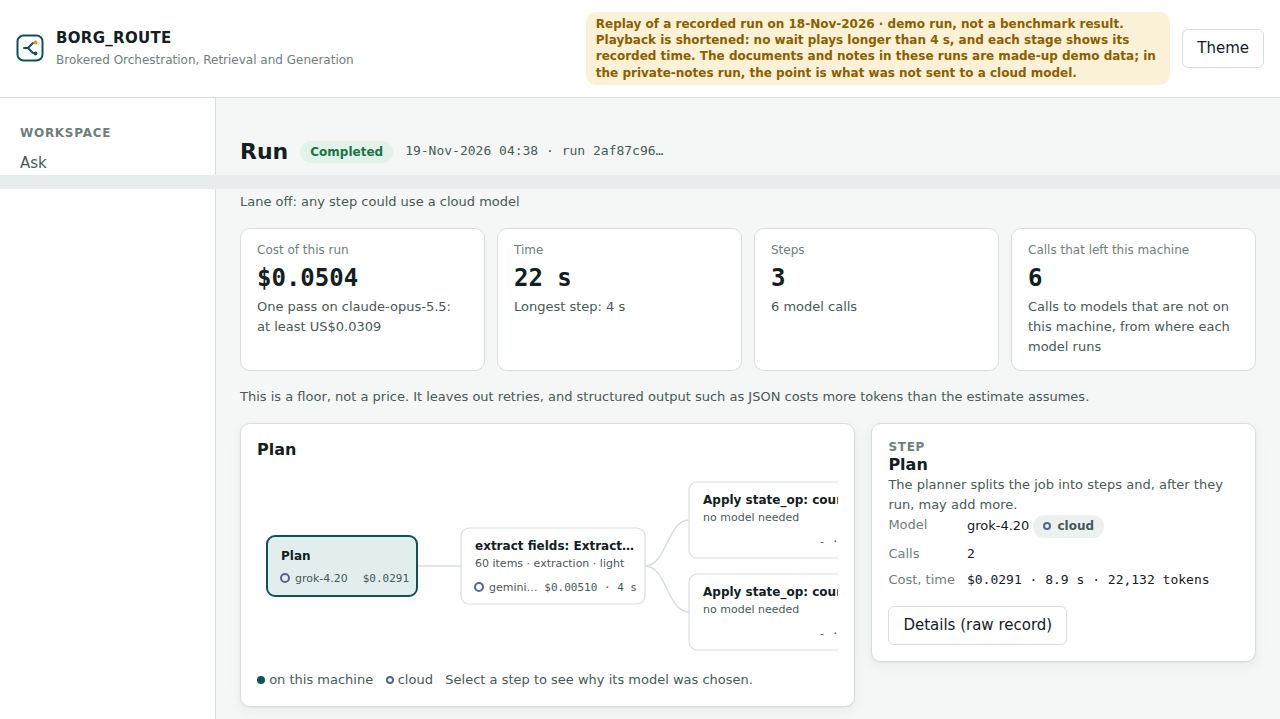 BORG_ROUTE
Brokered Orchestration, Retrieval and Generation
Replay of a recorded run on 18-Nov-2026 · demo run, not a benchmark result.
Playback is shortened: no wait plays longer than 4 s, and each stage shows its
recorded time. The documents and notes in these runs are made-up demo data; in
the private-notes run, the point is what was not sent to a cloud model.
Theme
WORKSPACE
Ask
Run
Completed
19-Nov-2026 04:38 · run 2af87c96…
Lane off: any step could use a cloud model
Cost of this run
$0.0504
One pass on claude-opus-5.5:
at least US$0.0309
Time
22 s
Longest step: 4 s
Steps
3
6 model calls
Calls that left this machine
6
Calls to models that are not on
this machine, from where each
model runs
This is a floor, not a price. It leaves out retries, and structured output such as JSON costs more tokens than the estimate assumes.
Plan
Plan
grok-4.20 $0.0291
extract fields: Extract…
60 items · extraction · light
gemini… $0.00510 · 4 s
Apply state_op: cour
no model needed
- ·
Apply state_op: cour
no model needed
- ·
on this machine cloud Select a step to see why its model was chosen.
STEP
Plan
The planner splits the job into steps and, after they
run, may add more.
Model grok-4.20 cloud
Calls 2
Cost, time $0.0291 · 8.9 s · 22,132 tokens
Details (raw record)